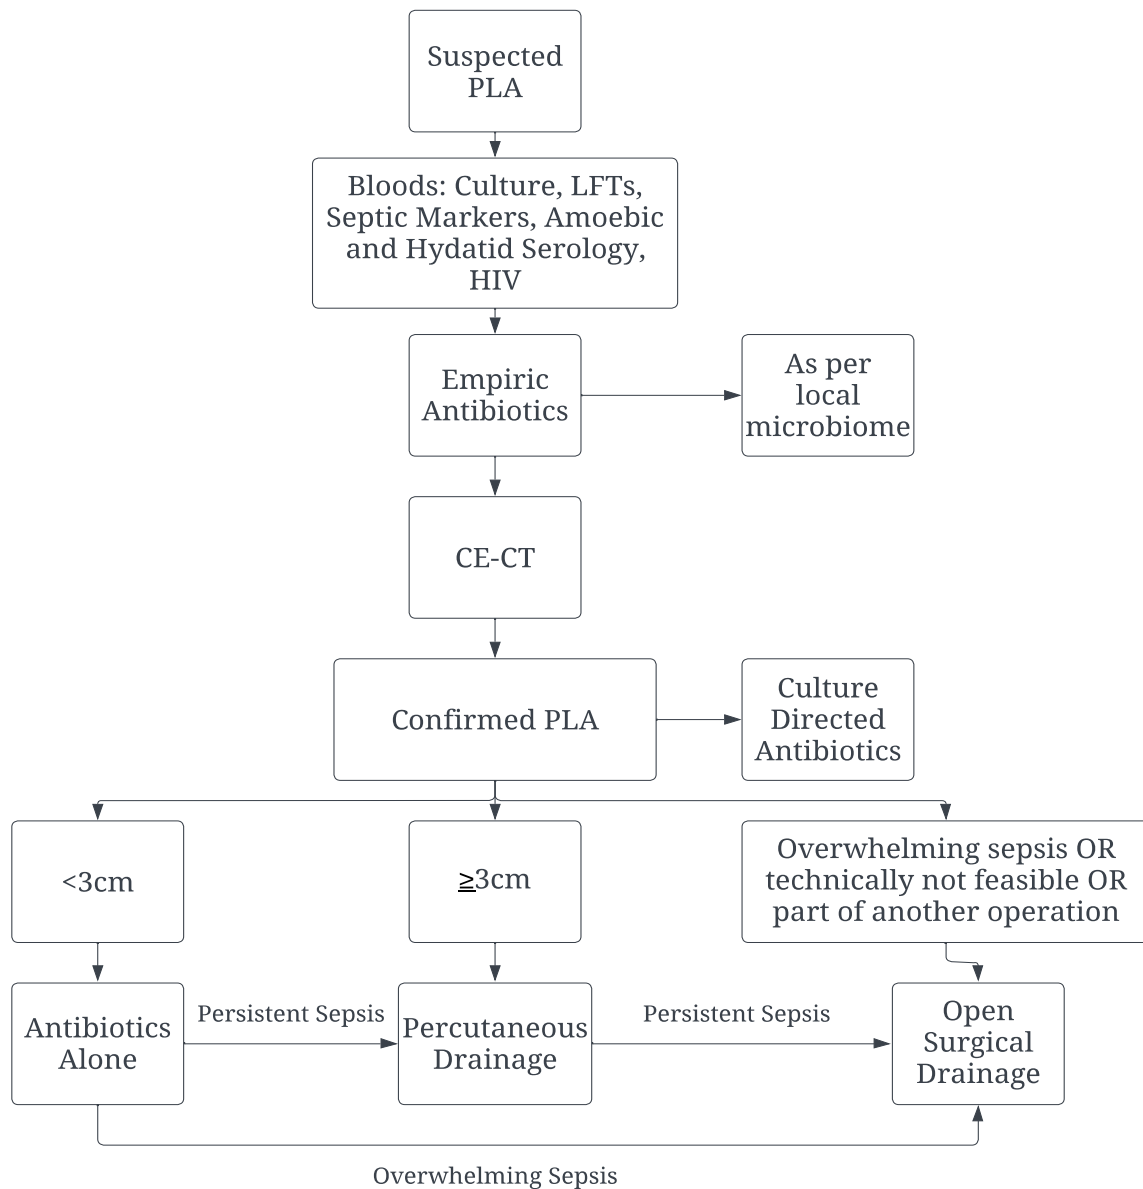 Suspected
PLA
Bloods: Culture, LFTs,
Septic Markers, Amoebic
and Hydatid Serology,
HIV
Empiric
Antibiotics
As per
local
microbiome
CE-CT
Confirmed PLA
Culture
Directed
Antibiotics
<3cm
≥3cm
Overwhelming sepsis OR
technically not feasible OR
part of another operation
Antibiotics
Alone
Persistent Sepsis
Percutaneous
Drainage
Persistent Sepsis
Open
Surgical
Drainage
Overwhelming Sepsis